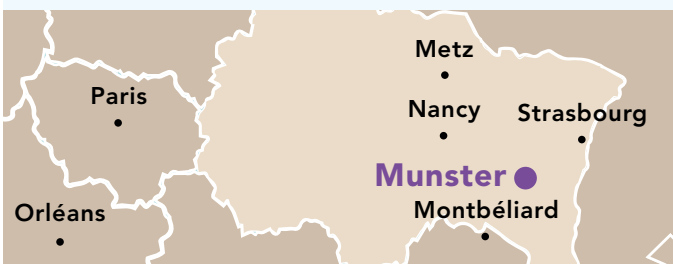 Metz
Paris
Nancy
Strasbourg
Munster
Montbéliard
Orléans